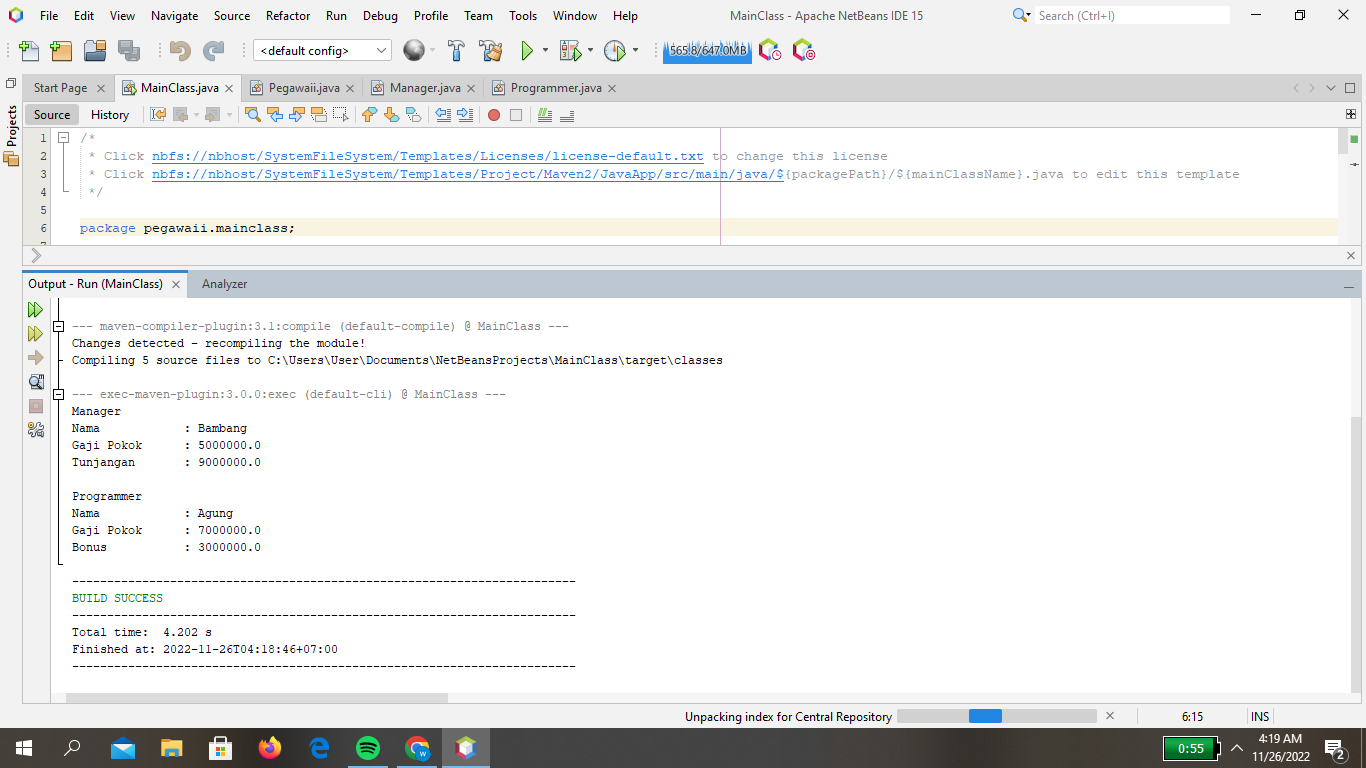 File Edit View Navigate Source Refactor Run Debug Profile Team Tools Window Help
MainClass - Apache NetBeans IDE 15
Search (Ctrl+I)
<default config>
565.8/647.0MB
Start Page MainClass.java Pegawaii.java Manager.java Programmer.java
Projects
Source History
1 /*
2 * Click nbfs://nbhost/SystemFileSystem/Templates/Licenses/license-default.txt to change this license
3 * Click nbfs://nbhost/SystemFileSystem/Templates/Project/Maven2/JavaApp/src/main/java/${packagePath}/${mainClassName}.java to edit this template
4 */
5
6 package pegawaii.mainclass;
Output - Run (MainClass) Analyzer
--- maven-compiler-plugin:3.1:compile (default-compile) @ MainClass ---
Changes detected - recompiling the module!
Compiling 5 source files to C:\Users\User\Documents\NetBeansProjects\MainClass\target\classes
--- exec-maven-plugin:3.0.0:exec (default-cli) @ MainClass ---
Manager
Nama : Bambang
Gaji Pokok : 5000000.0
Tunjangan : 9000000.0
Programmer
Nama : Agung
Gaji Pokok : 7000000.0
Bonus : 3000000.0
------------------------------------------------------------------------
BUILD SUCCESS
------------------------------------------------------------------------
Total time: 4.202 s
Finished at: 2022-11-26T04:18:46+07:00
------------------------------------------------------------------------
Unpacking index for Central Repository
6:15 INS
0:55
4:19 AM
11/26/2022
2